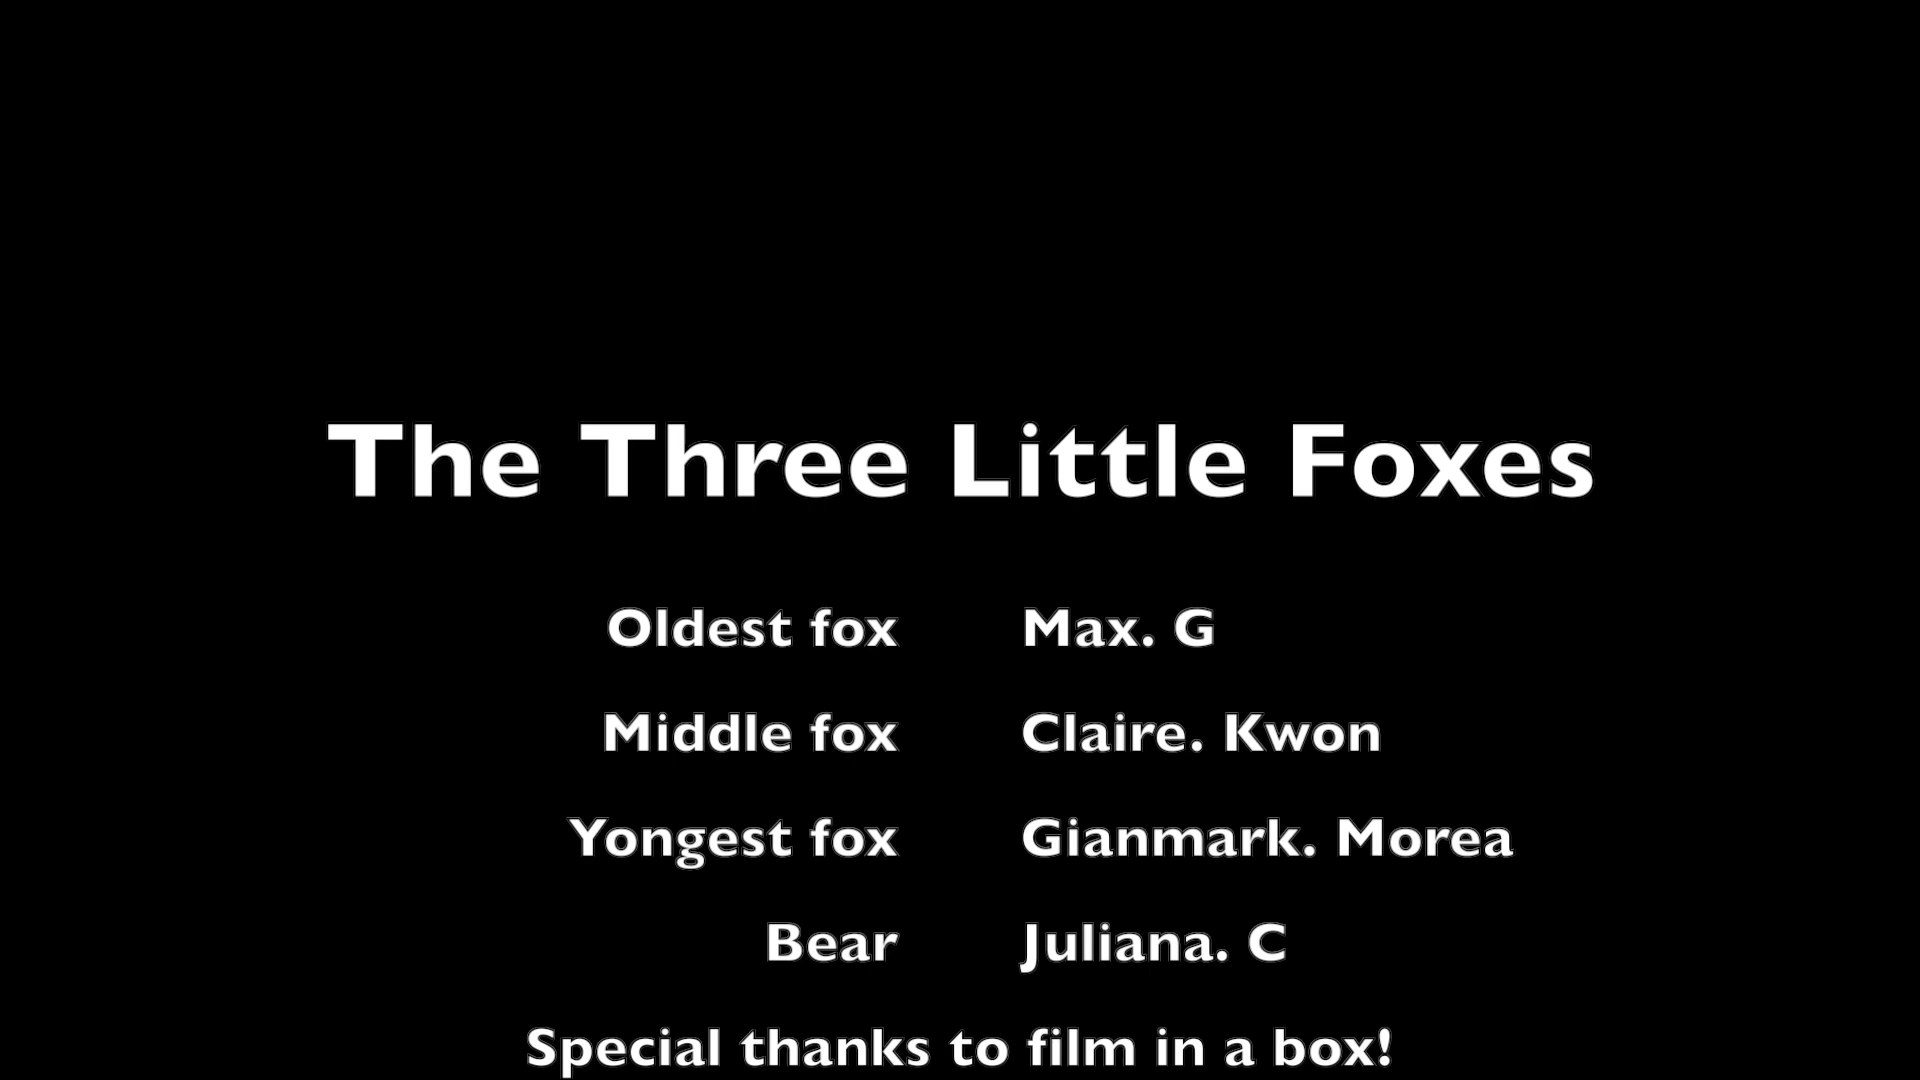 The Three Little Foxes
Oldest fox Max. G
Middle fox Claire. Kwon
Yongest fox Gianmark. Morea
Bear Juliana. C
Special thanks to film in a box!